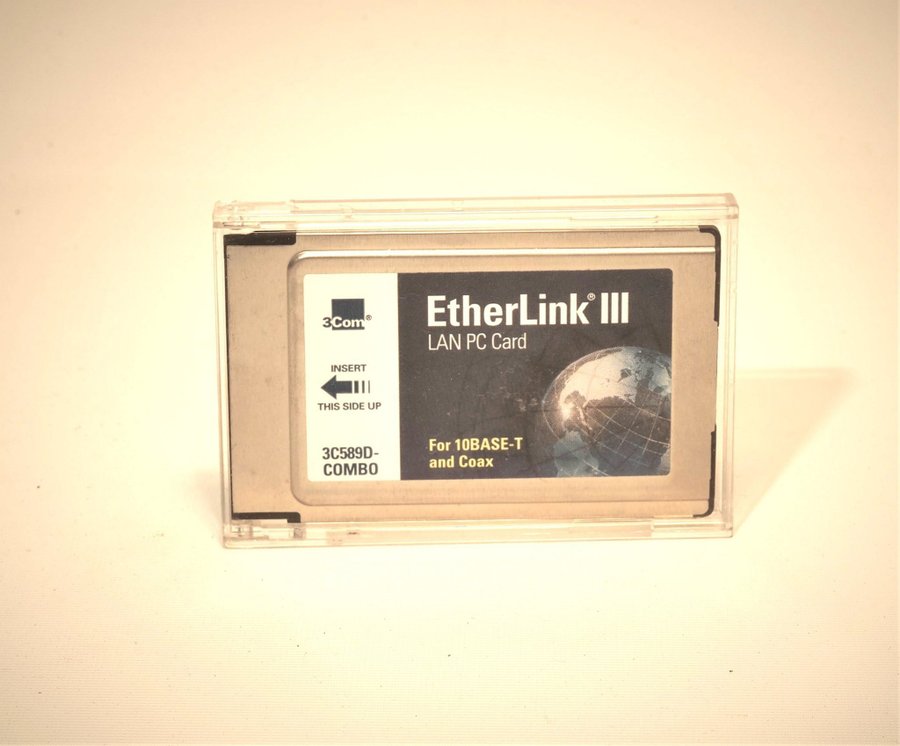 3Com®
INSERT
THIS SIDE UP
3C589D-
COMBO
EtherLink® III
LAN PC Card
For 10BASE-T
and Coax